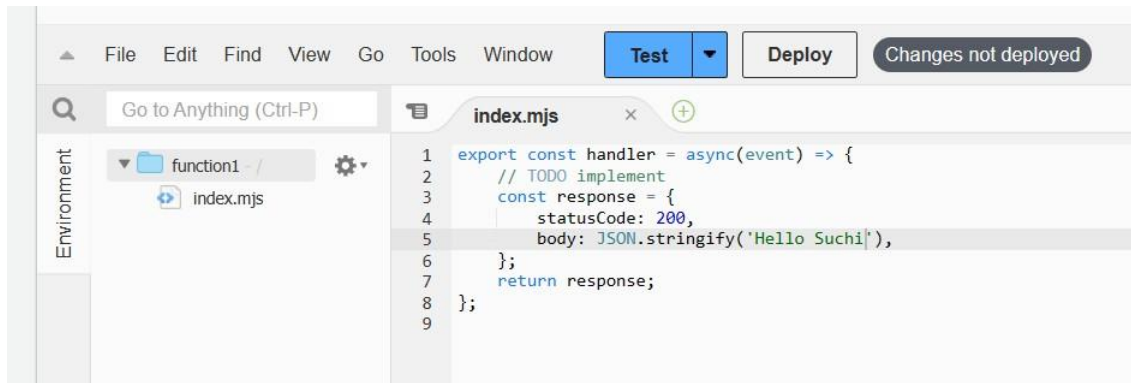 File Edit Find View Go Tools Window Test Deploy Changes not deployed
Go to Anything (Ctrl-P) index.mjs
Environment
function1 - /
index.mjs
1 export const handler = async(event) => {
2 // TODO implement
3 const response = {
4 statusCode: 200,
5 body: JSON.stringify('Hello Suchi'),
6 };
7 return response;
8 };
9